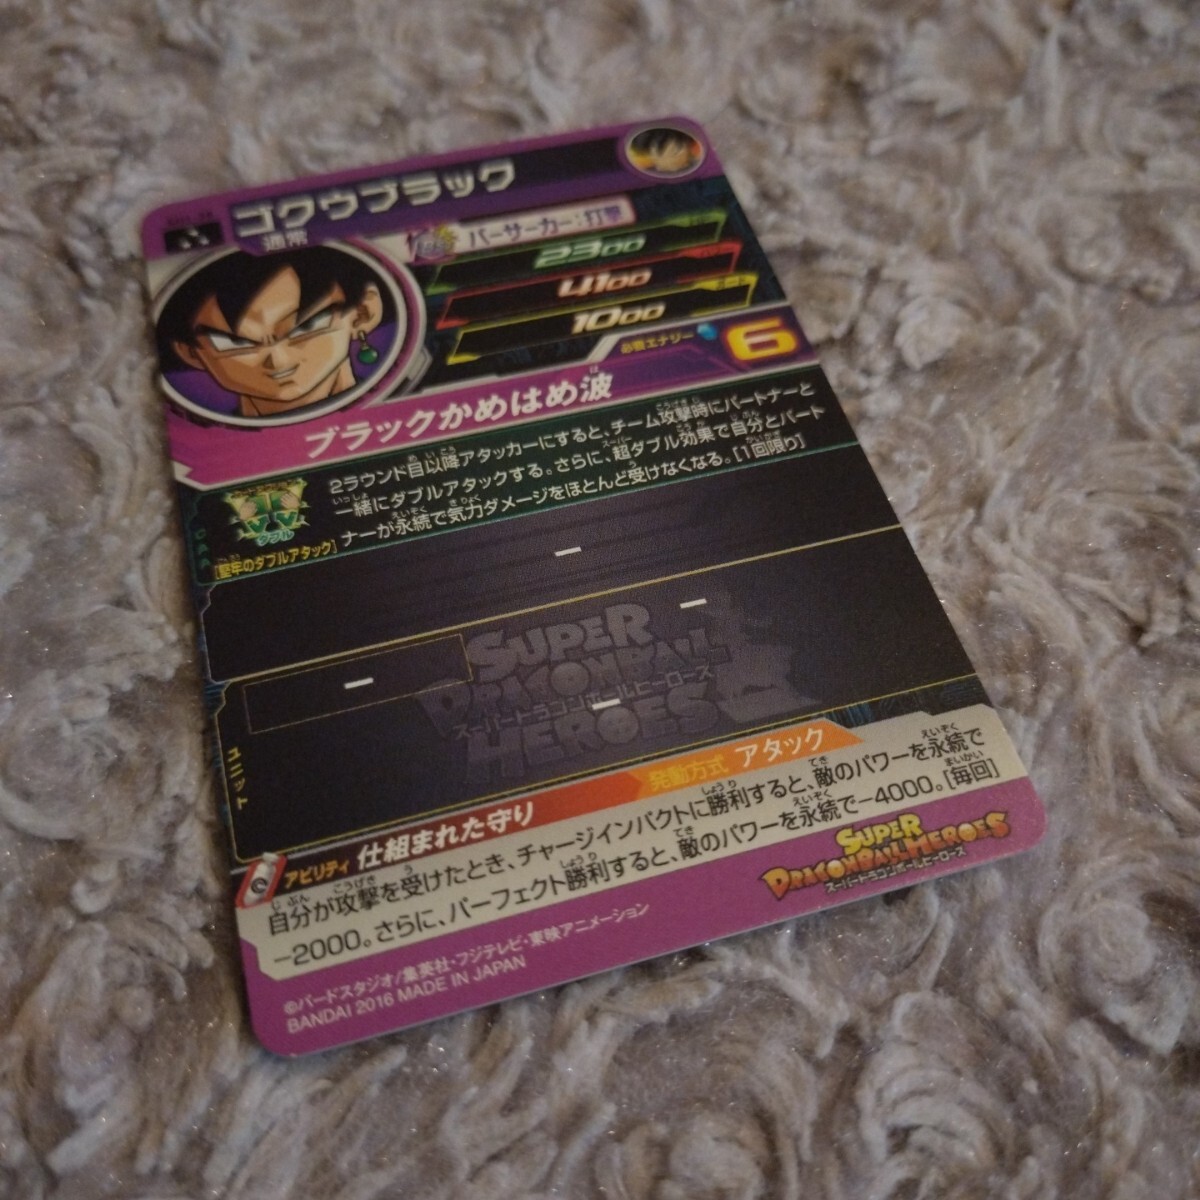 ゴクウブラック
通常
バーサーカー:打撃
2300
4100
1000
必要エナジー 6
ブラックかめはめ波
2ラウンド目以降アタッカーにすると、チーム攻撃時にパートナーと
一緒にダブルアタックする。さらに、超ダブル効果で自分とパート
ナーが永続で気力ダメージをほとんど受けなくなる。[1回限り]
ダブル
CAA
[堅牢のダブルアタック]
SUPER
DRAGONBALL
スーパードラゴンボールヒーローズ
HEROES
ユニット
アビリティ 仕組まれた守り 発動方式 アタック
自分が攻撃を受けたとき、チャージインパクトに勝利すると、敵のパワーを永続で
-2000。さらに、パーフェクト勝利すると、敵のパワーを永続で-4000。[毎回]
SUPER
DRAGONBALL HEROES
スーパードラゴンボールヒーローズ
©バードスタジオ/集英社・フジテレビ・東映アニメーション
BANDAI 2016 MADE IN JAPAN